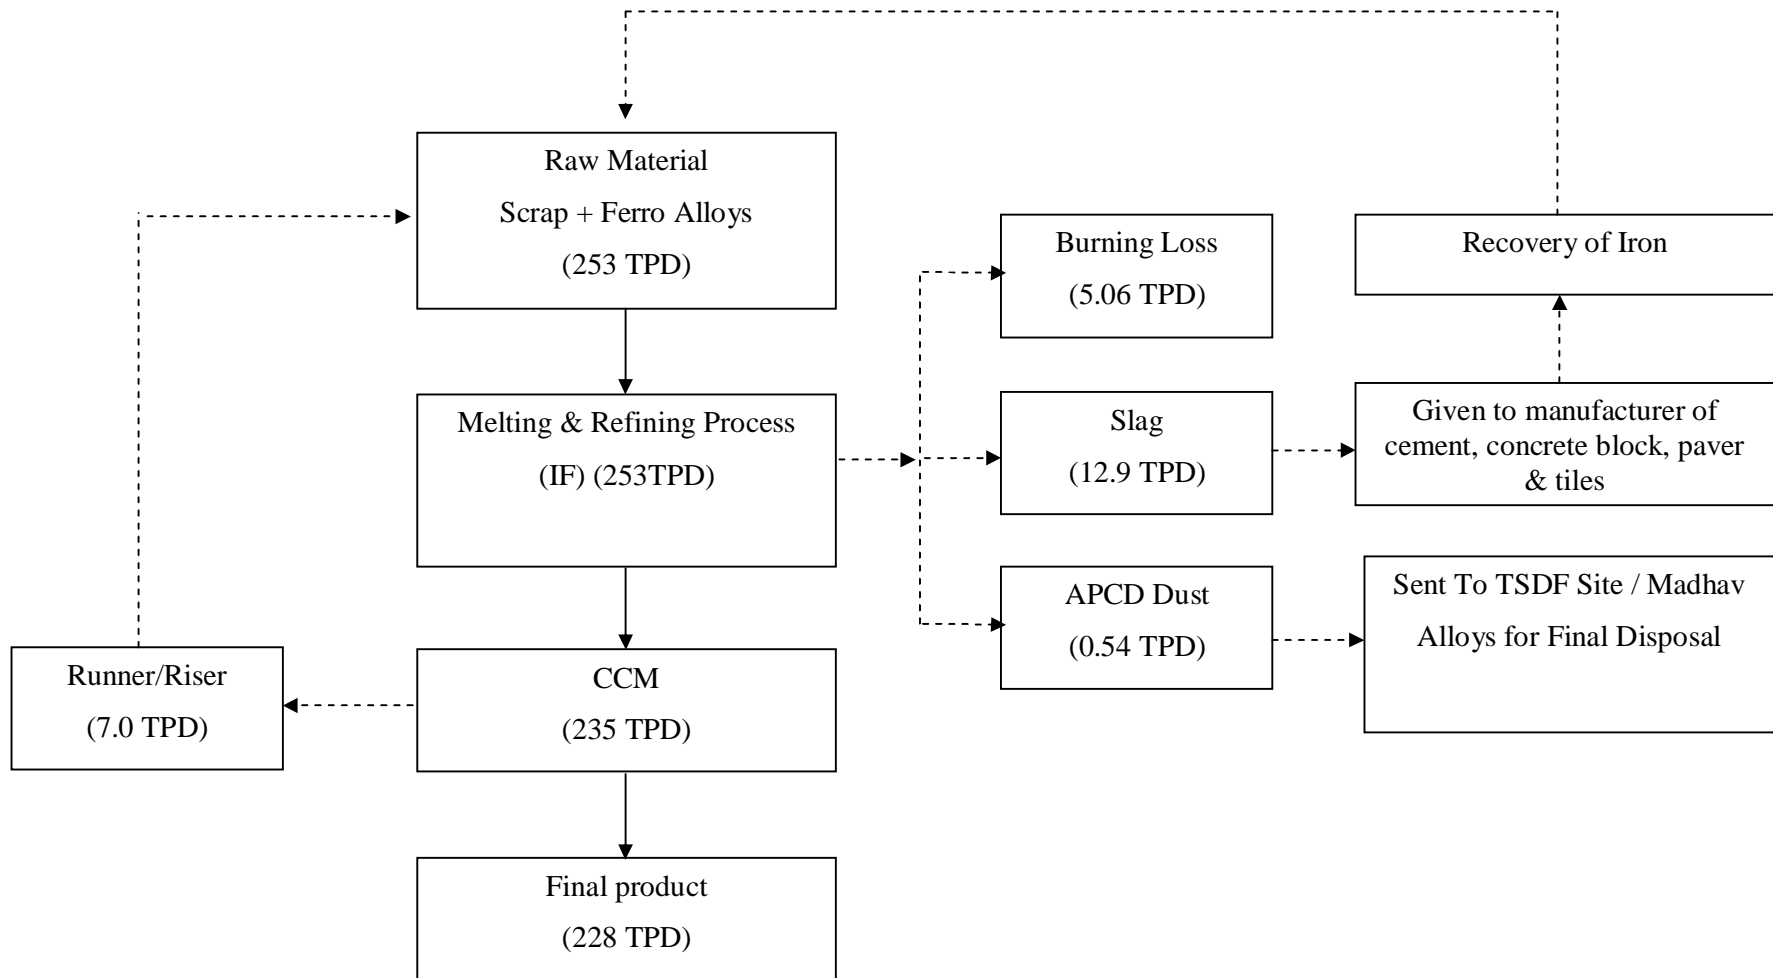 Raw Material
Scrap + Ferro Alloys
(253 TPD)
Burning Loss
(5.06 TPD)
Recovery of Iron
Melting & Refining Process
(IF) (253TPD)
Slag
(12.9 TPD)
Given to manufacturer of
cement, concrete block, paver
& tiles
APCD Dust
(0.54 TPD)
Sent To TSDF Site / Madhav
Alloys for Final Disposal
Runner/Riser
(7.0 TPD)
CCM
(235 TPD)
Final product
(228 TPD)